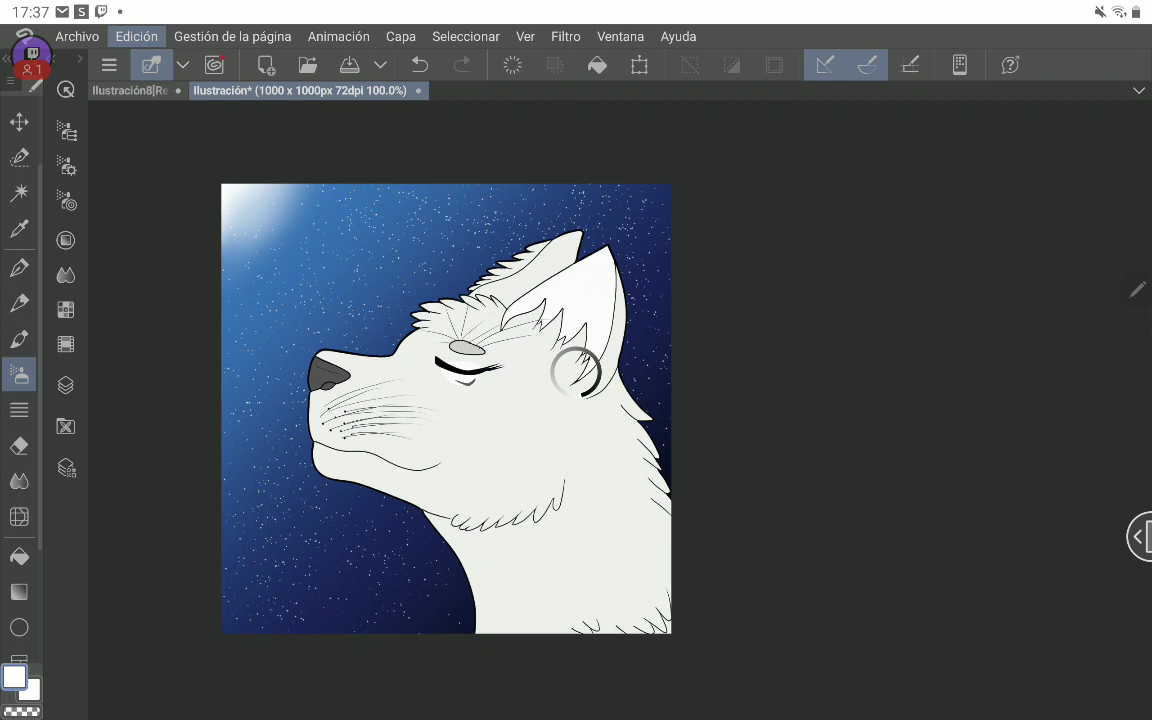 17:37 S
Archivo Edición Gestión de la página Animación Capa Seleccionar Ver Filtro Ventana Ayuda
1
Ilustración8[Re Ilustración* (1000 x 1000px 72dpi 100.0%)